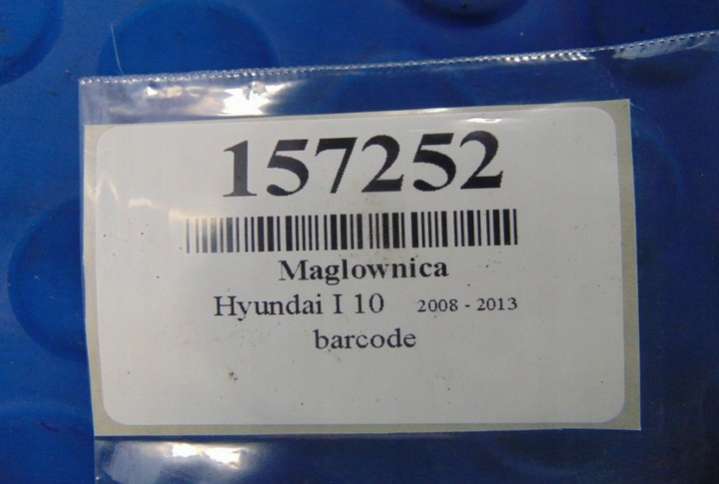 157252
Maglownica
Hyundai I 10 2008 - 2013
barcode